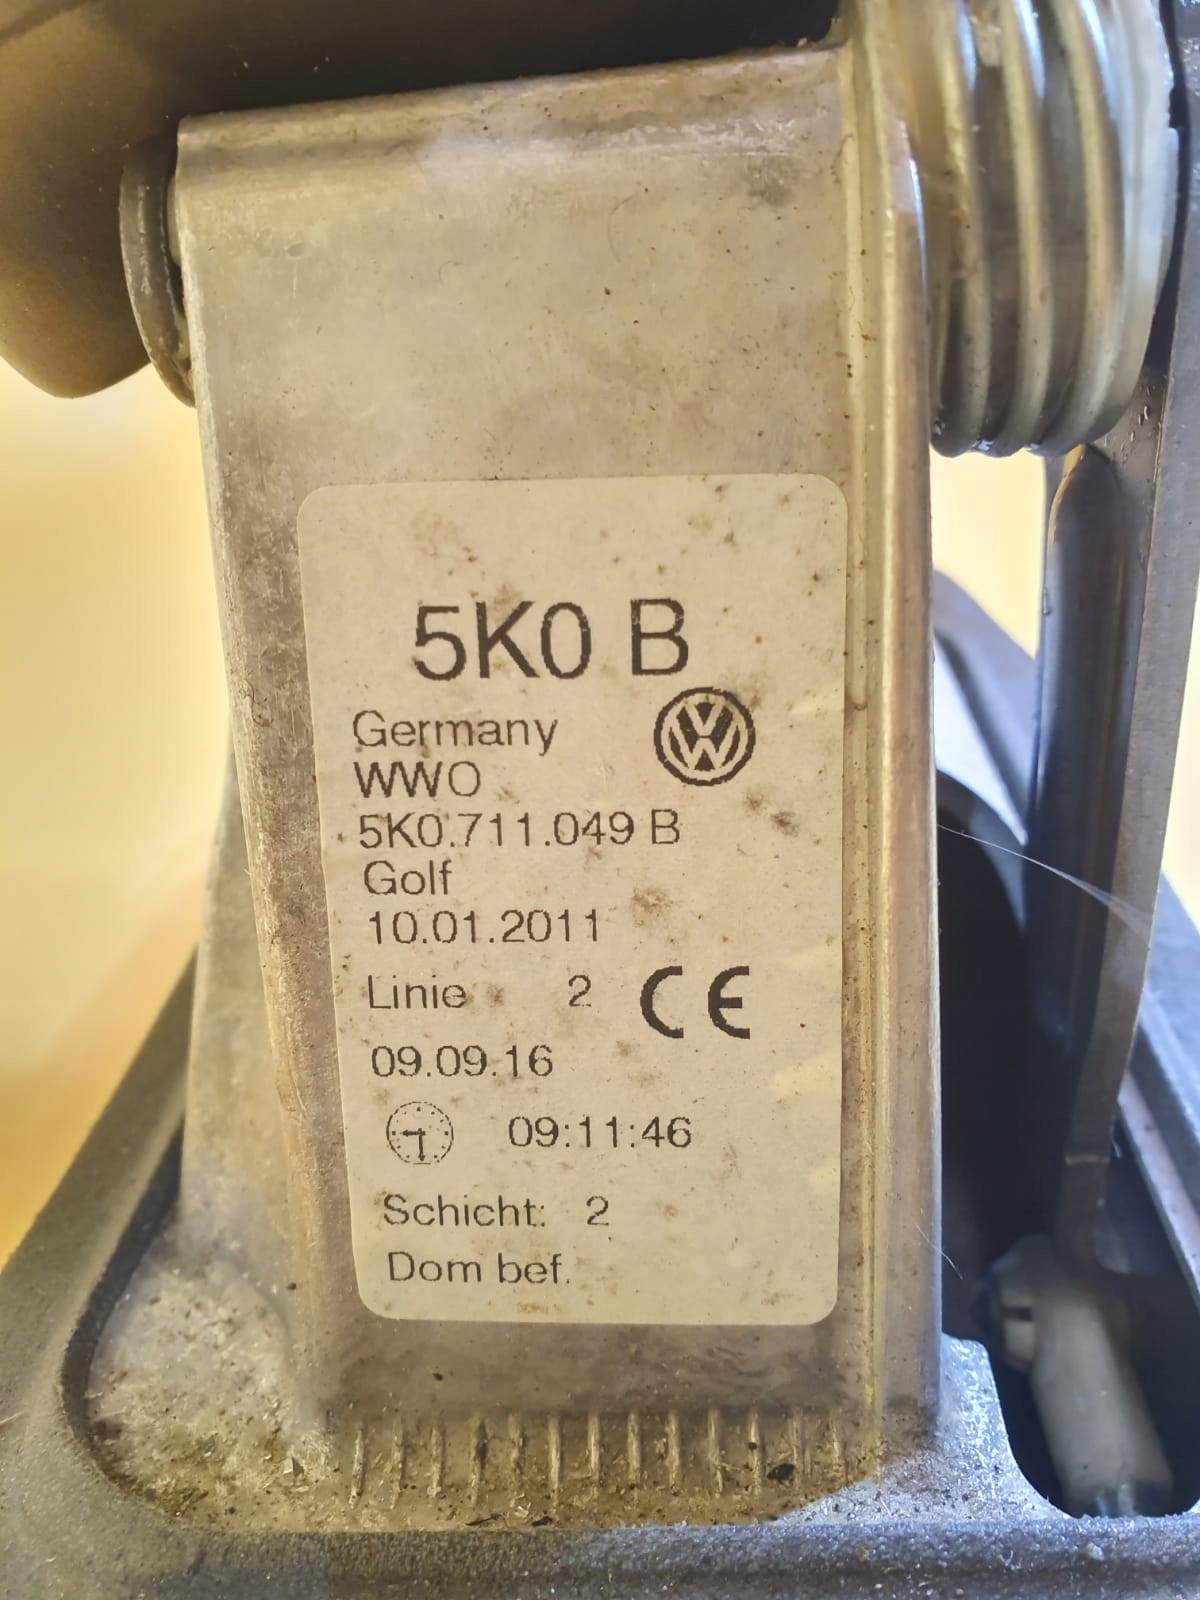 5K0 B
Germany
WWO
5K0.711.049 B
Golf
10.01.2011
Linie 2 CE
09.09.16
09:11:46
Schicht: 2
Dom bef.